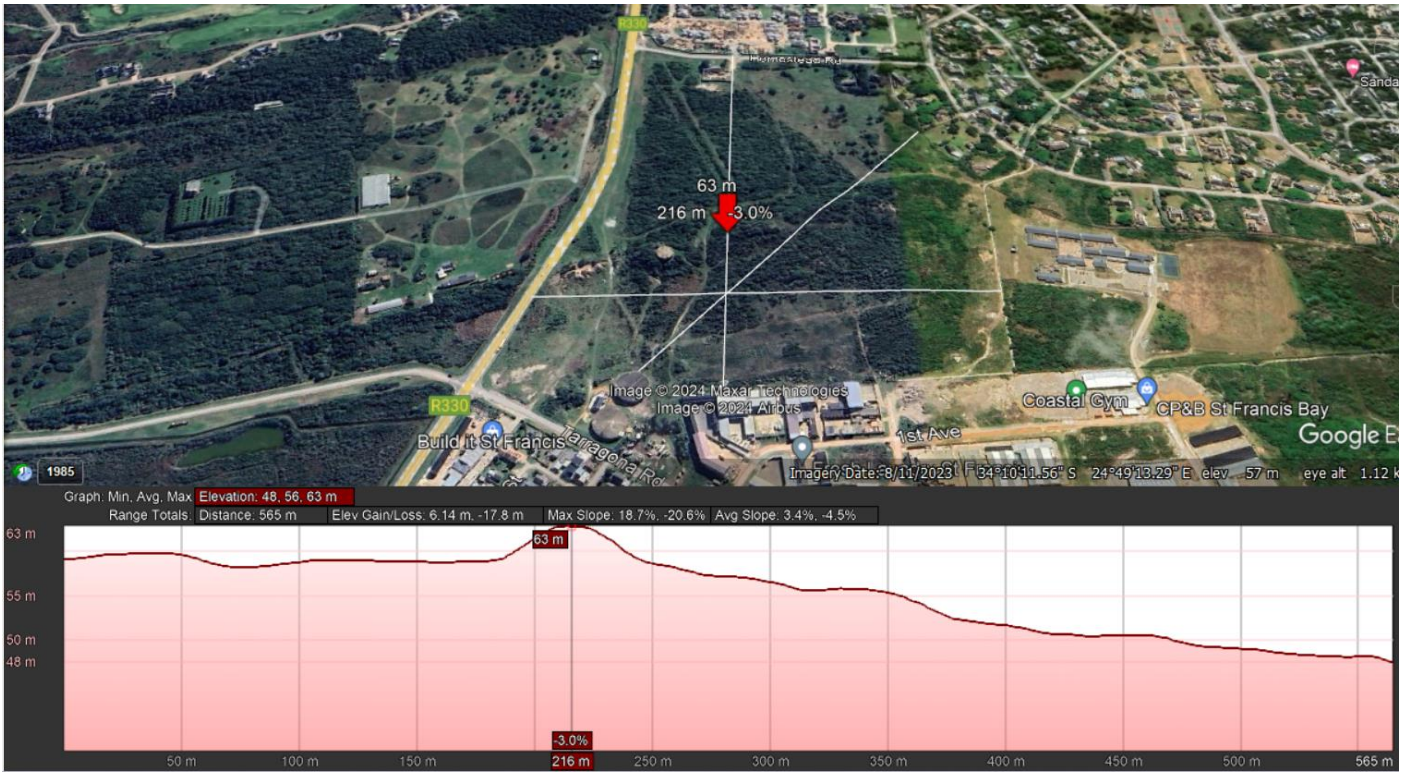 R330
Homestead Rd
Sanda
63 m
216 m -3.0%
Image © 2024 Maxar Technologies
Image © 2024 Airbus
R330
Coastal Gym
CP&B St Francis Bay
Build it St Francis
Tarragona Rd
1st Ave
Google E
1985
Imagery Date: 8/11/2023 34°10'11.56" S 24°49'13.29" E elev 57 m eye alt 1.12 k
Graph: Min, Avg, Max Elevation: 48, 56, 63 m
Range Totals: Distance: 565 m Elev Gain/Loss: 6.14 m, -17.8 m Max Slope: 18.7%, -20.6% Avg Slope: 3.4%, -4.5%
63 m
63 m
55 m
50 m
48 m
-3.0%
50 m 100 m 150 m 216 m 250 m 300 m 350 m 400 m 450 m 500 m 565 m